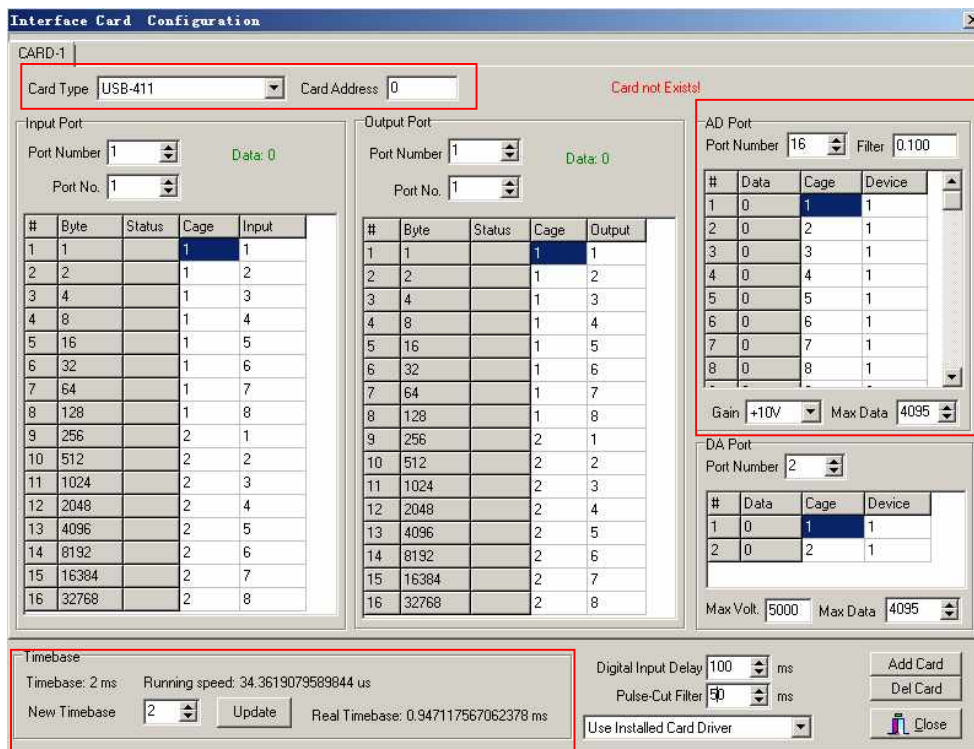 Interface Card Configuration
CARD-1
Card Type USB-411 Card Address 0 Card not Exists!
Input Port
Port Number 1 Data: 0
Port No. 1
# Byte Status Cage Input
1 1 1 1
2 2 1 2
3 4 1 3
4 8 1 4
5 16 1 5
6 32 1 6
7 64 1 7
8 128 1 8
9 256 2 1
10 512 2 2
11 1024 2 3
12 2048 2 4
13 4096 2 5
14 8192 2 6
15 16384 2 7
16 32768 2 8
Output Port
Port Number 1 Data: 0
Port No. 1
# Byte Status Cage Output
1 1 1 1
2 2 1 2
3 4 1 3
4 8 1 4
5 16 1 5
6 32 1 6
7 64 1 7
8 128 1 8
9 256 2 1
10 512 2 2
11 1024 2 3
12 2048 2 4
13 4096 2 5
14 8192 2 6
15 16384 2 7
16 32768 2 8
AD Port
Port Number 16 Filter 0.100
# Data Cage Device
1 0 1 1
2 0 2 1
3 0 3 1
4 0 4 1
5 0 5 1
6 0 6 1
7 0 7 1
8 0 8 1
Gain +10V Max Data 4095
DA Port
Port Number 2
# Data Cage Device
1 0 1 1
2 0 2 1
Max Volt. 5000 Max Data 4095
Timebase
Timebase: 2 ms Running speed: 34.3619079589844 us
New Timebase 2 Update Real Timebase: 0.947117567062378 ms
Digital Input Delay 100 ms
Pulse-Cut Filter 50 ms
Use Installed Card Driver
Add Card
Del Card
Close